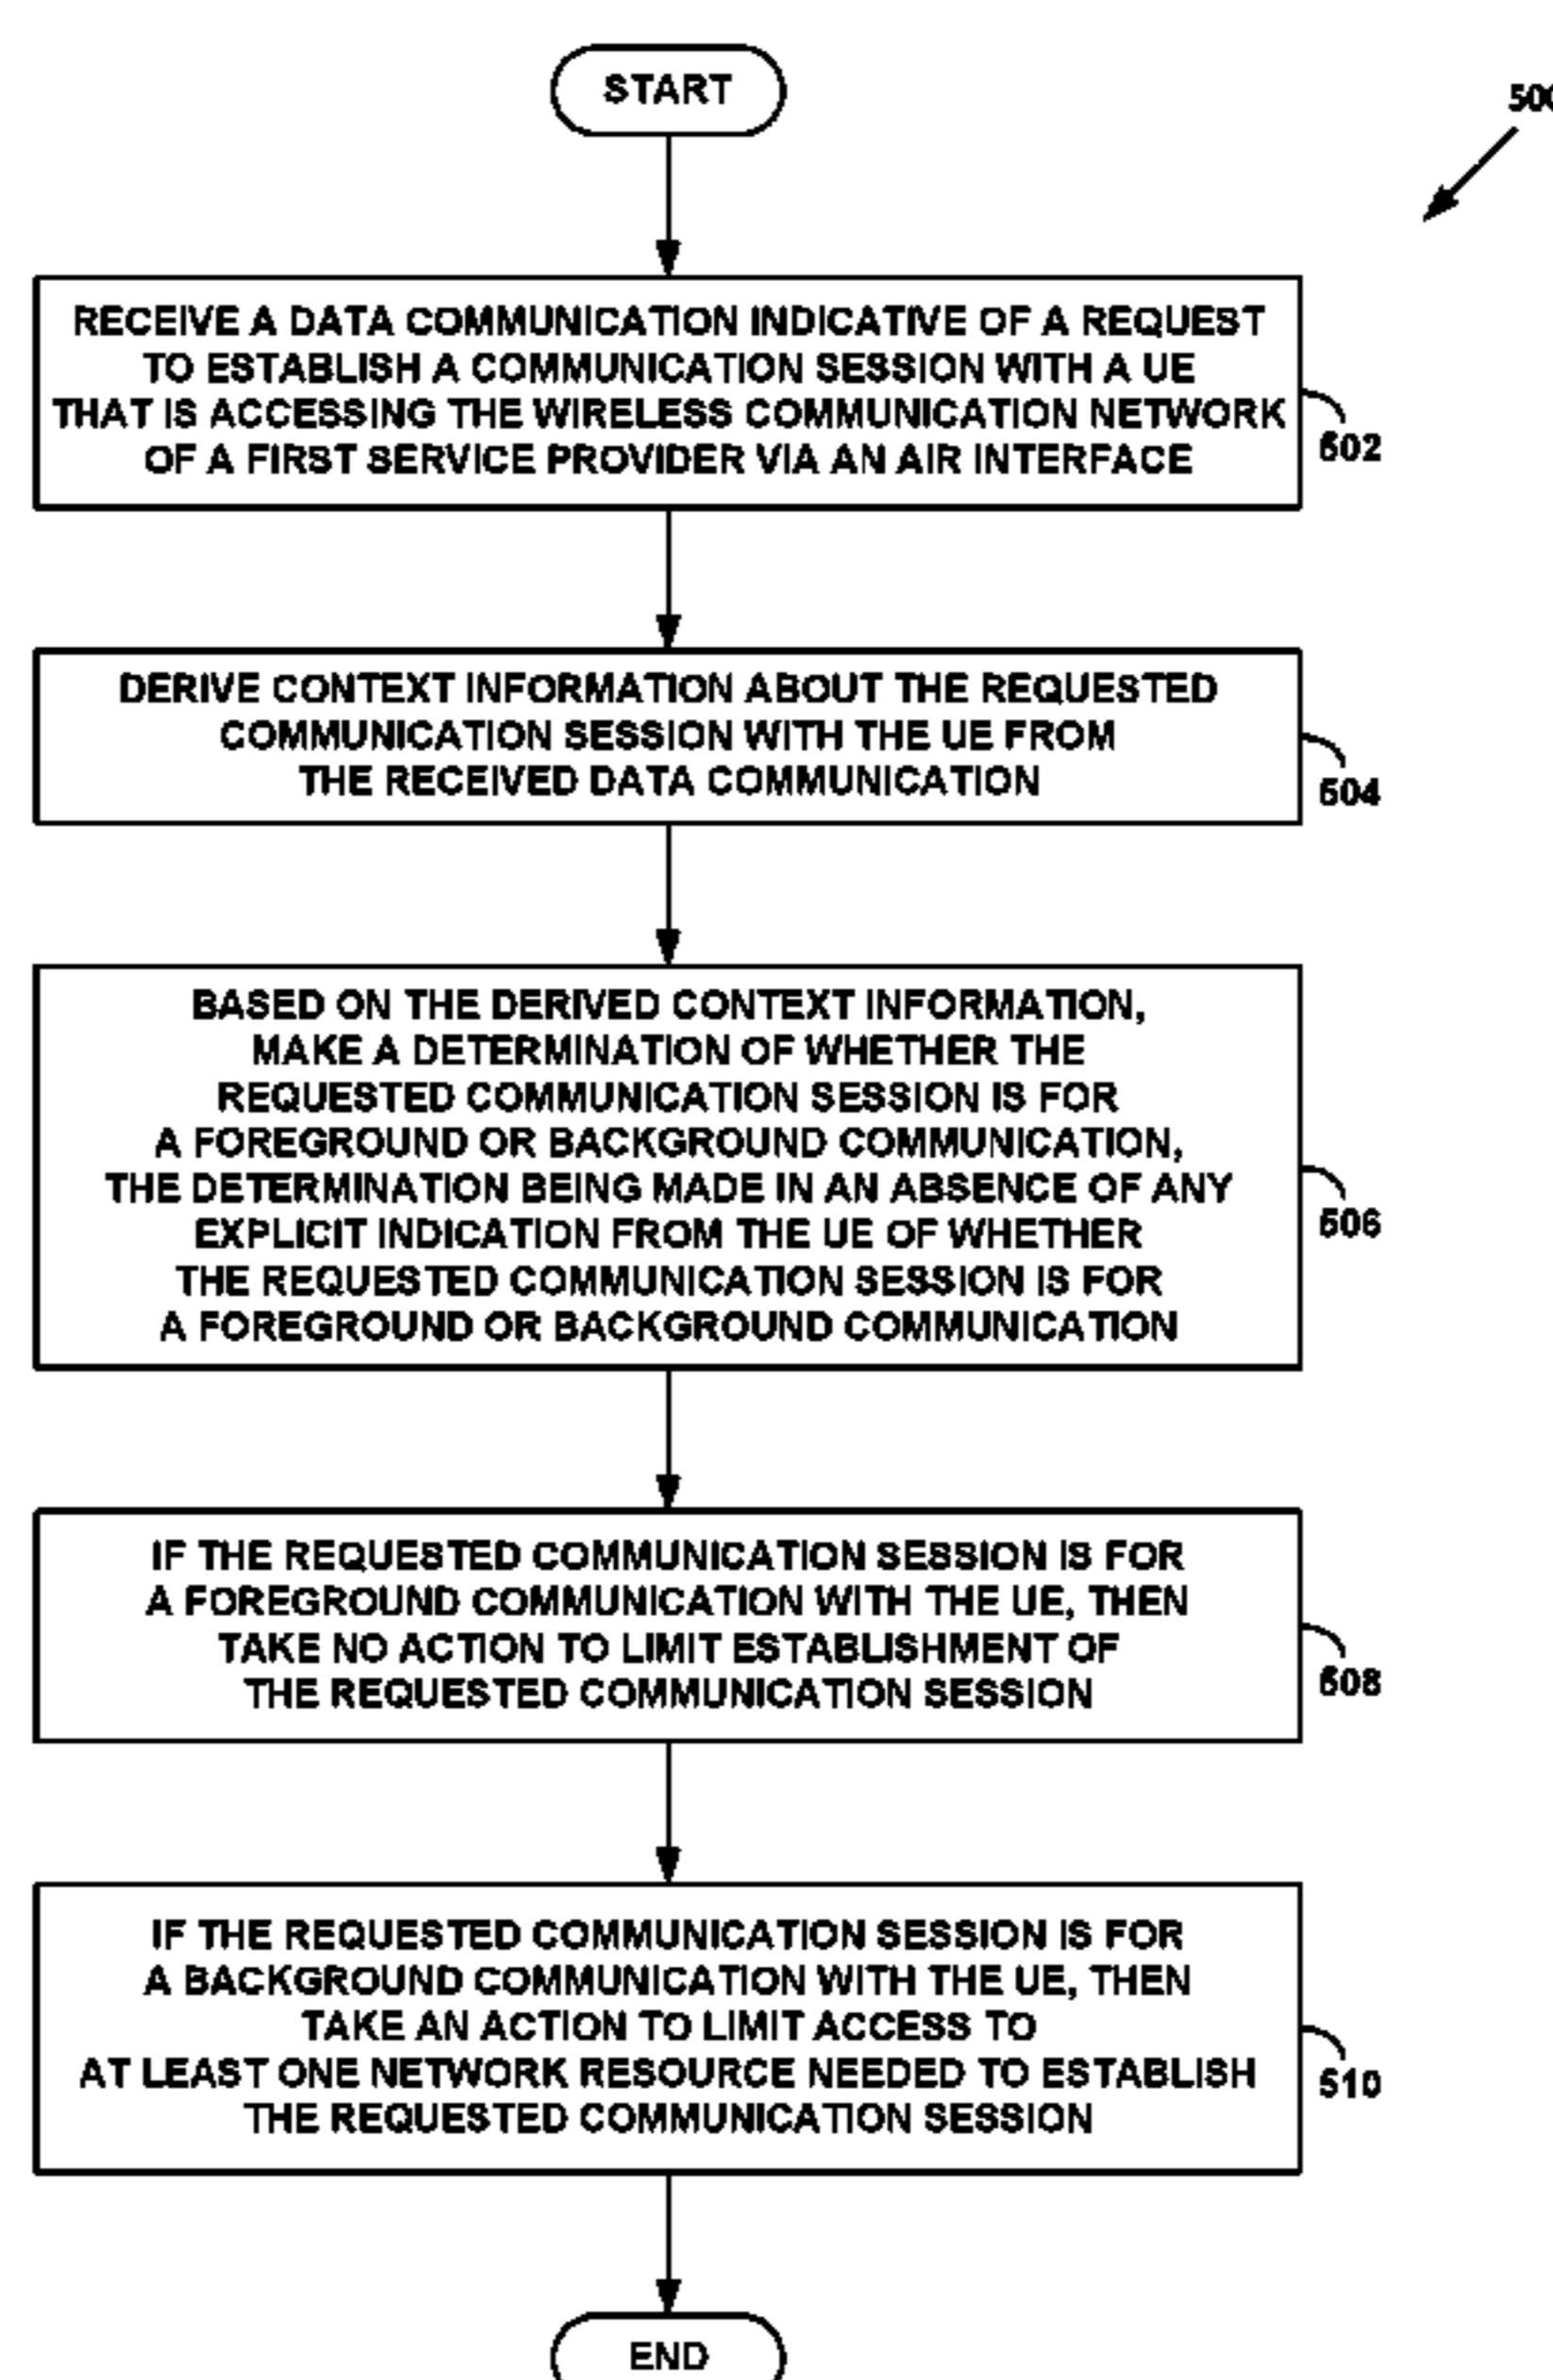 START
500
RECEIVE A DATA COMMUNICATION INDICATIVE OF A REQUEST
TO ESTABLISH A COMMUNICATION SESSION WITH A UE
THAT IS ACCESSING THE WIRELESS COMMUNICATION NETWORK
OF A FIRST SERVICE PROVIDER VIA AN AIR INTERFACE
502
DERIVE CONTEXT INFORMATION ABOUT THE REQUESTED
COMMUNICATION SESSION WITH THE UE FROM
THE RECEIVED DATA COMMUNICATION
504
BASED ON THE DERIVED CONTEXT INFORMATION,
MAKE A DETERMINATION OF WHETHER THE
REQUESTED COMMUNICATION SESSION IS FOR
A FOREGROUND OR BACKGROUND COMMUNICATION,
THE DETERMINATION BEING MADE IN AN ABSENCE OF ANY
EXPLICIT INDICATION FROM THE UE OF WHETHER
THE REQUESTED COMMUNICATION SESSION IS FOR
A FOREGROUND OR BACKGROUND COMMUNICATION
506
IF THE REQUESTED COMMUNICATION SESSION IS FOR
A FOREGROUND COMMUNICATION WITH THE UE, THEN
TAKE NO ACTION TO LIMIT ESTABLISHMENT OF
THE REQUESTED COMMUNICATION SESSION
508
IF THE REQUESTED COMMUNICATION SESSION IS FOR
A BACKGROUND COMMUNICATION WITH THE UE, THEN
TAKE AN ACTION TO LIMIT ACCESS TO
AT LEAST ONE NETWORK RESOURCE NEEDED TO ESTABLISH
THE REQUESTED COMMUNICATION SESSION
510
END